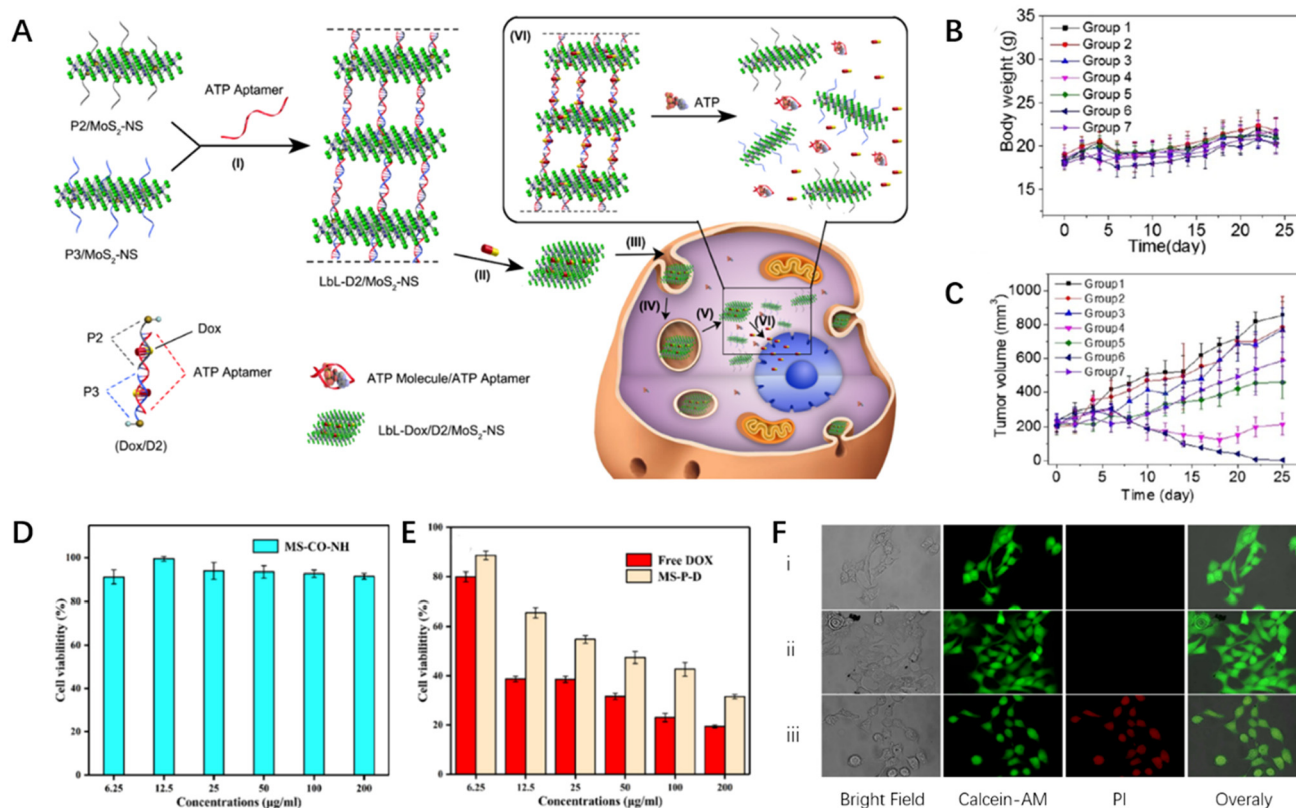 A
P2/MoS2-NS
ATP Aptamer
(I)
P3/MoS2-NS
LbL-D2/MoS2-NS
(II)
(III)
(IV)
(V)
(VI)
(VI)
ATP
P2
Dox
P3
ATP Aptamer
(Dox/D2)
ATP Molecule/ATP Aptamer
LbL-Dox/D2/MoS2-NS
B
Body weight (g)
35
30
25
20
15
Group 1
Group 2
Group 3
Group 4
Group 5
Group 6
Group 7
0 5 10 15 20 25
Time(day)
C
Tumor volume (mm3)
1000
800
600
400
200
0
Group1
Group2
Group3
Group4
Group5
Group6
Group7
0 5 10 15 20 25
Time (day)
D
Cell viabilitity (%)
100
80
60
40
20
0
MS-CO-NH
6.25 12.5 25 50 100 200
Concentrations (μg/ml)
E
Cell viabilitity (%)
100
80
60
40
20
0
Free DOX
MS-P-D
6.25 12.5 25 50 100 200
Concentrations (μg/ml)
F
i
ii
iii
Bright Field Calcein-AM PI Overaly